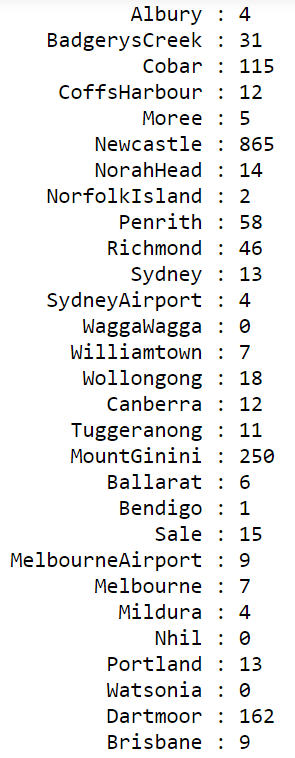 Albury : 4
BadgerysCreek : 31
Cobar : 115
CoffsHarbour : 12
Moree : 5
Newcastle : 865
NorahHead : 14
NorfolkIsland : 2
Penrith : 58
Richmond : 46
Sydney : 13
SydneyAirport : 4
WaggaWagga : 0
Williamtown : 7
Wollongong : 18
Canberra : 12
Tuggeranong : 11
MountGinini : 250
Ballarat : 6
Bendigo : 1
Sale : 15
MelbourneAirport : 9
Melbourne : 7
Mildura : 4
Nhil : 0
Portland : 13
Watsonia : 0
Dartmoor : 162
Brisbane : 9